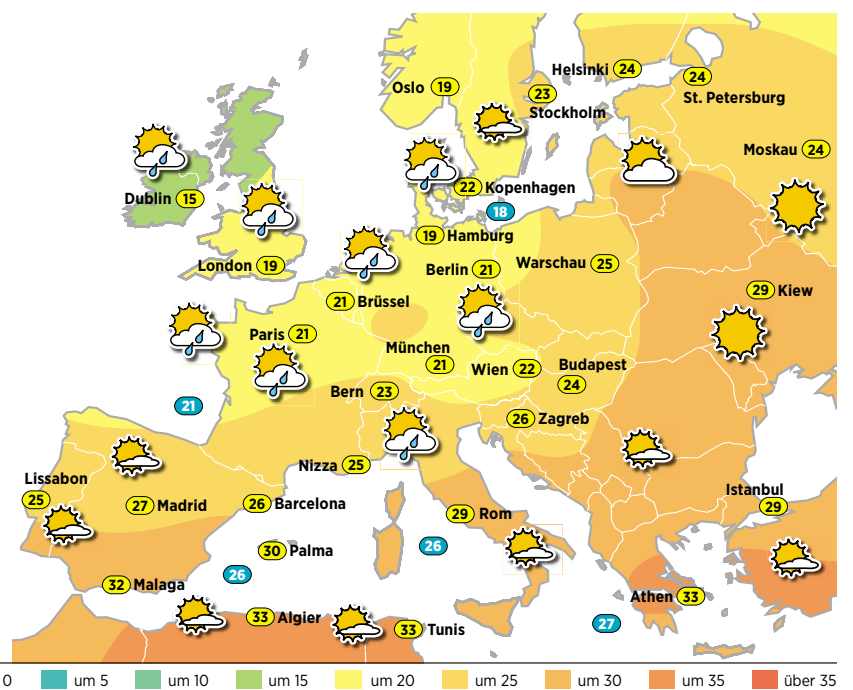 Helsinki 24
24
St. Petersburg
Oslo 19
23
Stockholm
Moskau 24
Dublin 15
22 Kopenhagen
18
19 Hamburg
London 19
Berlin 21
Warschau 25
21 Brüssel
29 Kiew
Paris 21
München
21
Wien 22
Budapest
24
Bern 23
21
26 Zagreb
Nizza 25
Lissabon
25
27 Madrid
26 Barcelona
29 Rom
Istanbul
29
30 Palma
26
26
32 Malaga
Athen 33
33 Algier
33 Tunis
27
0 um 5 um 10 um 15 um 20 um 25 um 30 um 35 über 35